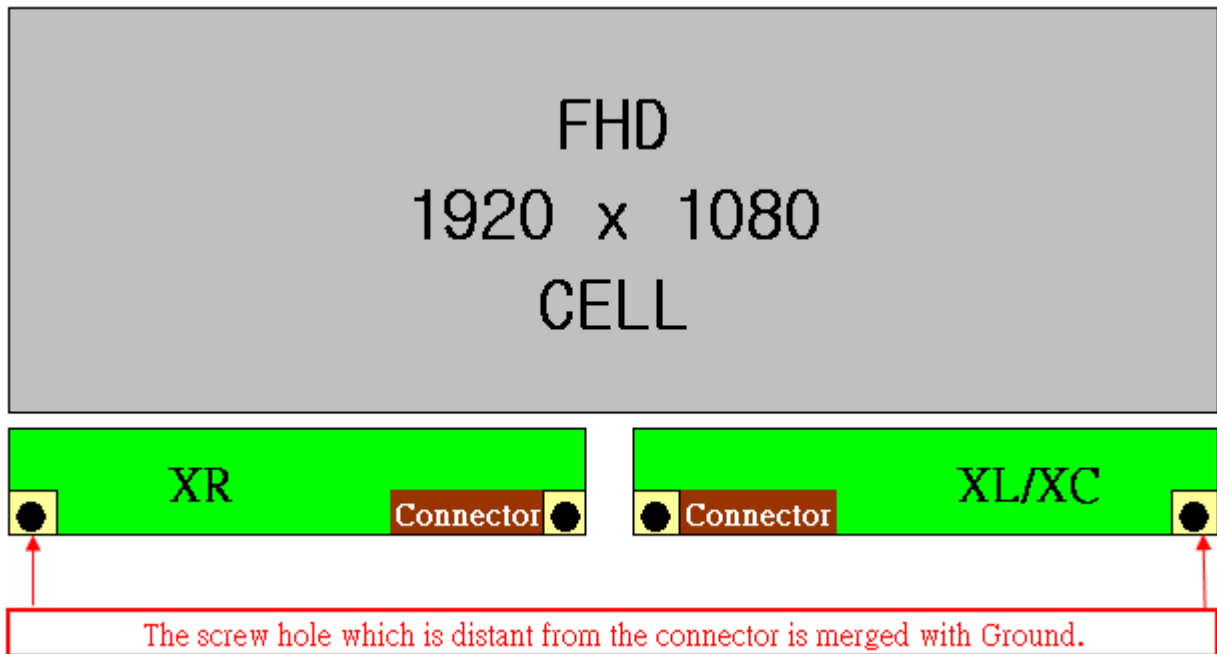 FHD
1920 x 1080
CELL
XR
XL/XC
Connector
Connector
The screw hole which is distant from the connector is merged with Ground.